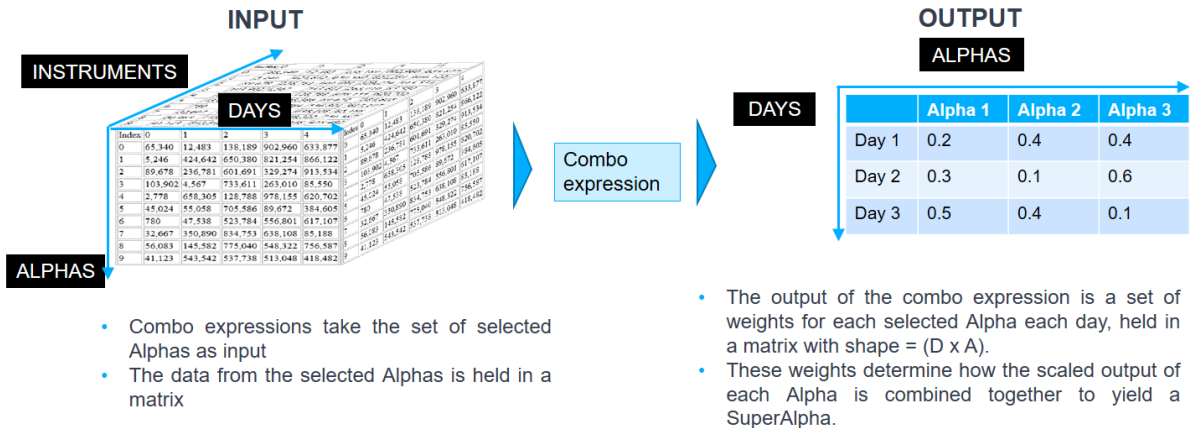 INPUT
OUTPUT
INSTRUMENTS
ALPHAS
DAYS
DAYS
Index 0 1 2 3 4
0 65,340 12,483 138,189 902,960 633,877
1 5,246 424,642 650,380 821,254 866,122
2 89,678 236,781 601,691 329,274 913,534
3 103,902 4,567 733,611 263,010 85,550
4 2,778 658,305 128,788 978,155 620,702
5 45,024 55,058 705,586 89,672 384,605
6 780 47,538 523,784 556,801 617,107
7 32,667 350,890 834,753 638,108 85,188
8 56,083 145,582 775,040 548,322 756,587
9 41,123 543,542 537,738 513,048 418,482
ALPHAS
Combo
expression
Alpha 1 Alpha 2 Alpha 3
Day 1 0.2 0.4 0.4
Day 2 0.3 0.1 0.6
Day 3 0.5 0.4 0.1
• Combo expressions take the set of selected
Alphas as input
• The data from the selected Alphas is held in a
matrix
• The output of the combo expression is a set of
weights for each selected Alpha each day, held in
a matrix with shape = (D x A).
• These weights determine how the scaled output of
each Alpha is combined together to yield a
SuperAlpha.